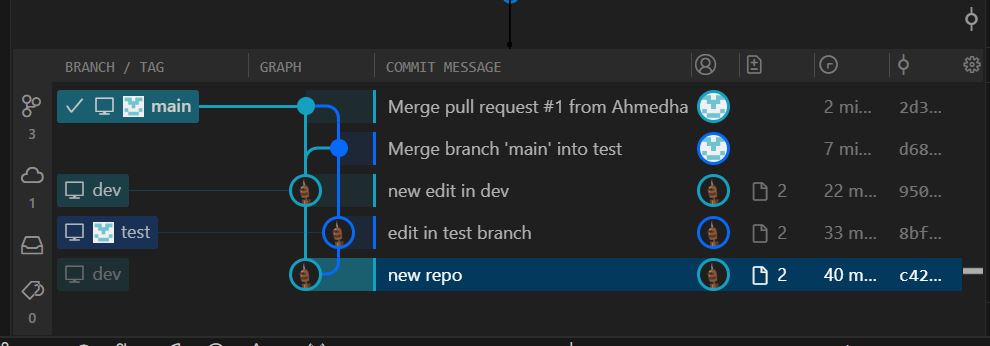 BRANCH / TAG GRAPH COMMIT MESSAGE
main Merge pull request #1 from Ahmedha 2 mi... 2d3...
3
Merge branch 'main' into test 7 mi... d68...
dev new edit in dev 2 22 m... 950...
1
test edit in test branch 2 33 m... 8bf...
dev new repo 2 40 m... c42...
0